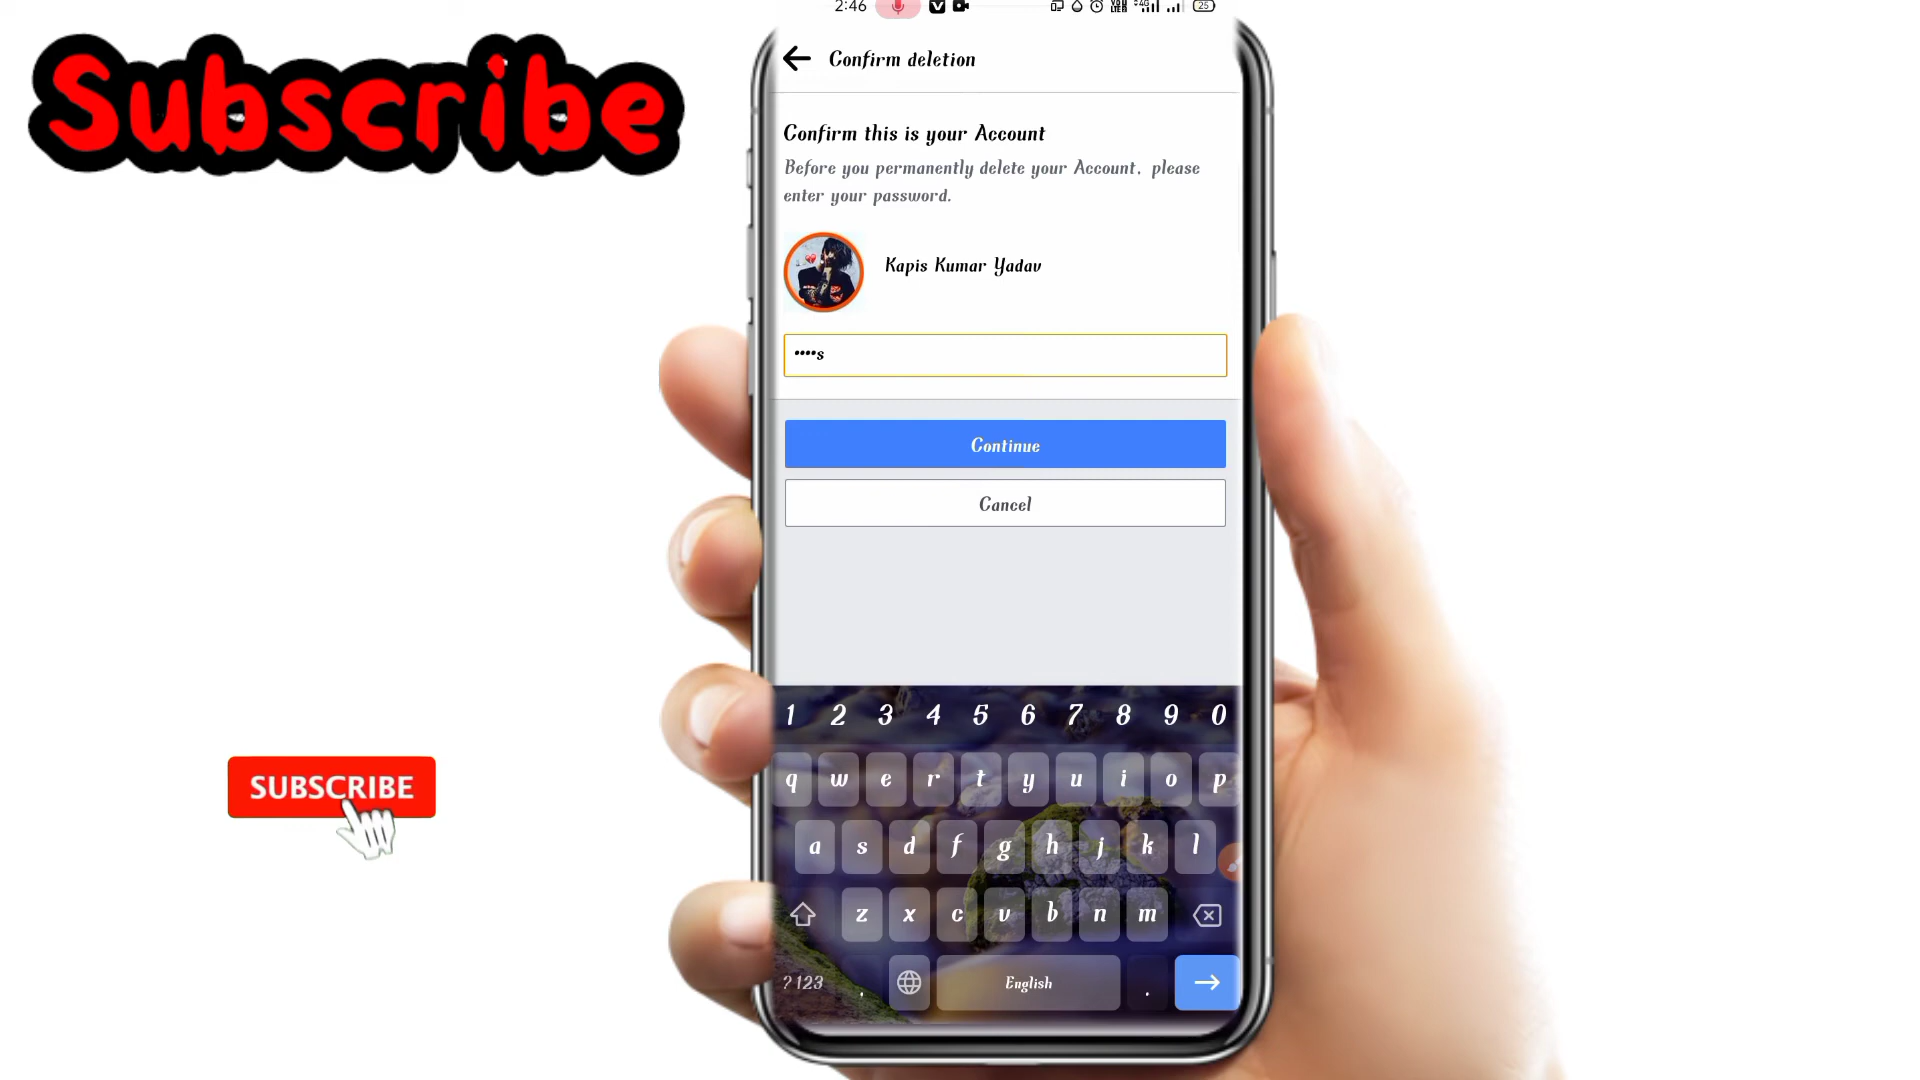 Subscribe
2:46
25
Confirm deletion
Confirm this is your Account
Before you permanently delete your Account, please
enter your password.
Kapis Kumar Yadav
••••s
Continue
Cancel
SUBSCRIBE
1 2 3 4 5 6 7 8 9 0
q w e r t y u i o p
a s d f g h j k l
z x c v b n m
?123 , English .